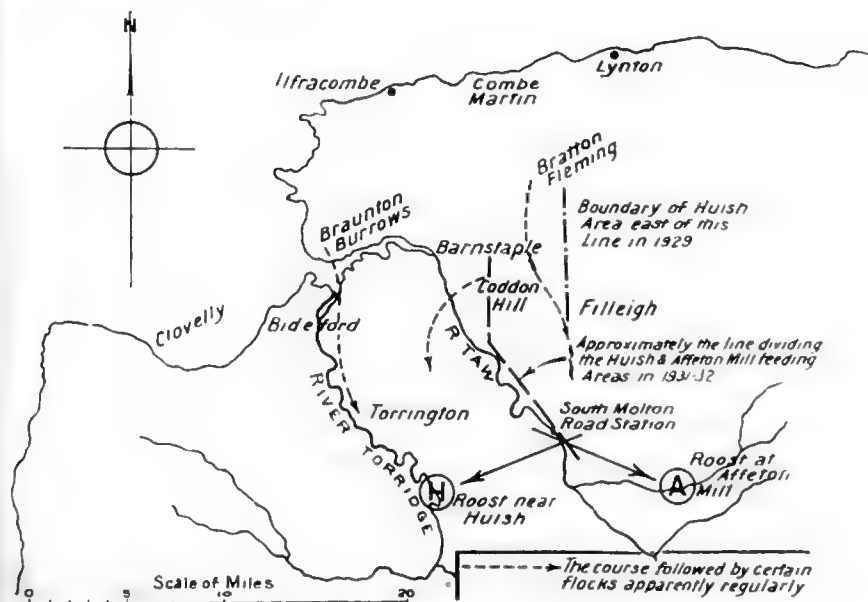 N
Ilfracombe
Combe
Martin
Lynton
Bratton
Fleming
Braunton
Burrows
Barnstaple
Boundary of Huish
Area east of this
Line in 1929
Coddon
Hill
Filleigh
Clovelly
Bideford
R TAW
Approximately the line dividing
the Huish & Affeton Mill feeding
Areas in 1931-32
RIVER TORRIDGE
Torrington
South Molton
Road Station
H
Roost near
Huish
A
Roost at
Affeton
Mill
The course followed by certain
flocks apparently regularly
Scale of Miles
0 5 10 20